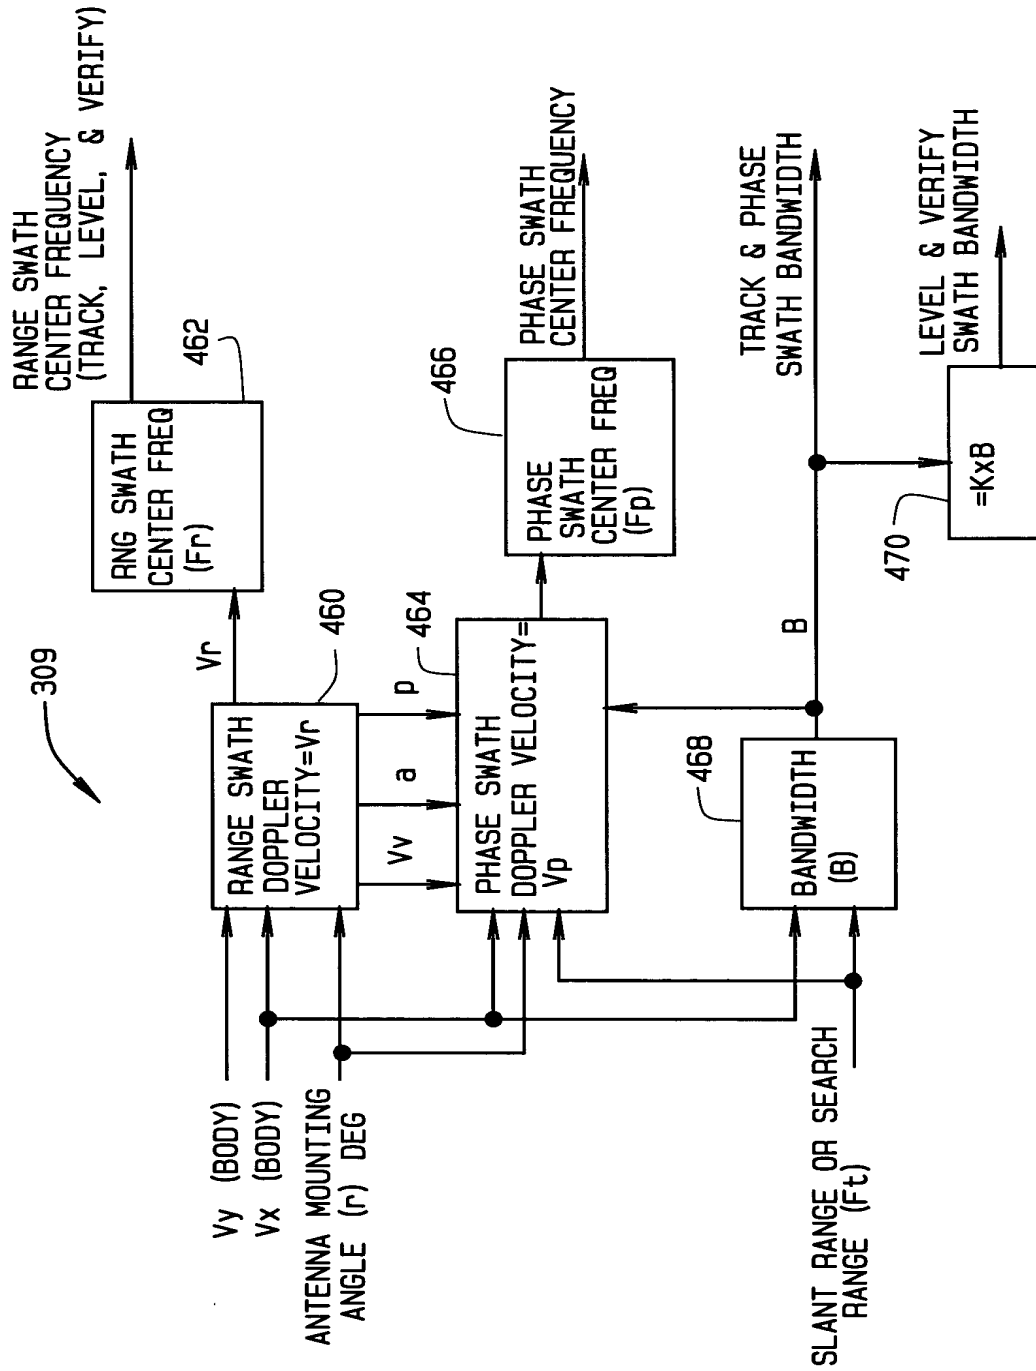 309
Vy (BODY)
Vx (BODY)
ANTENNA MOUNTING
ANGLE (r) DEG
SLANT RANGE OR SEARCH
RANGE (Ft)
RANGE SWATH
DOPPLER
VELOCITY=Vr
460
Vr
RNG SWATH
CENTER FREQ
(Fr)
462
RANGE SWATH
CENTER FREQUENCY
(TRACK, LEVEL, & VERIFY)
Vv
a
p
PHASE SWATH
DOPPLER VELOCITY=
Vp
464
PHASE
SWATH
CENTER FREQ
(Fp)
466
PHASE SWATH
CENTER FREQUENCY
BANDWIDTH
(B)
468
B
TRACK & PHASE
SWATH BANDWIDTH
=KxB
470
LEVEL & VERIFY
SWATH BANDWIDTH